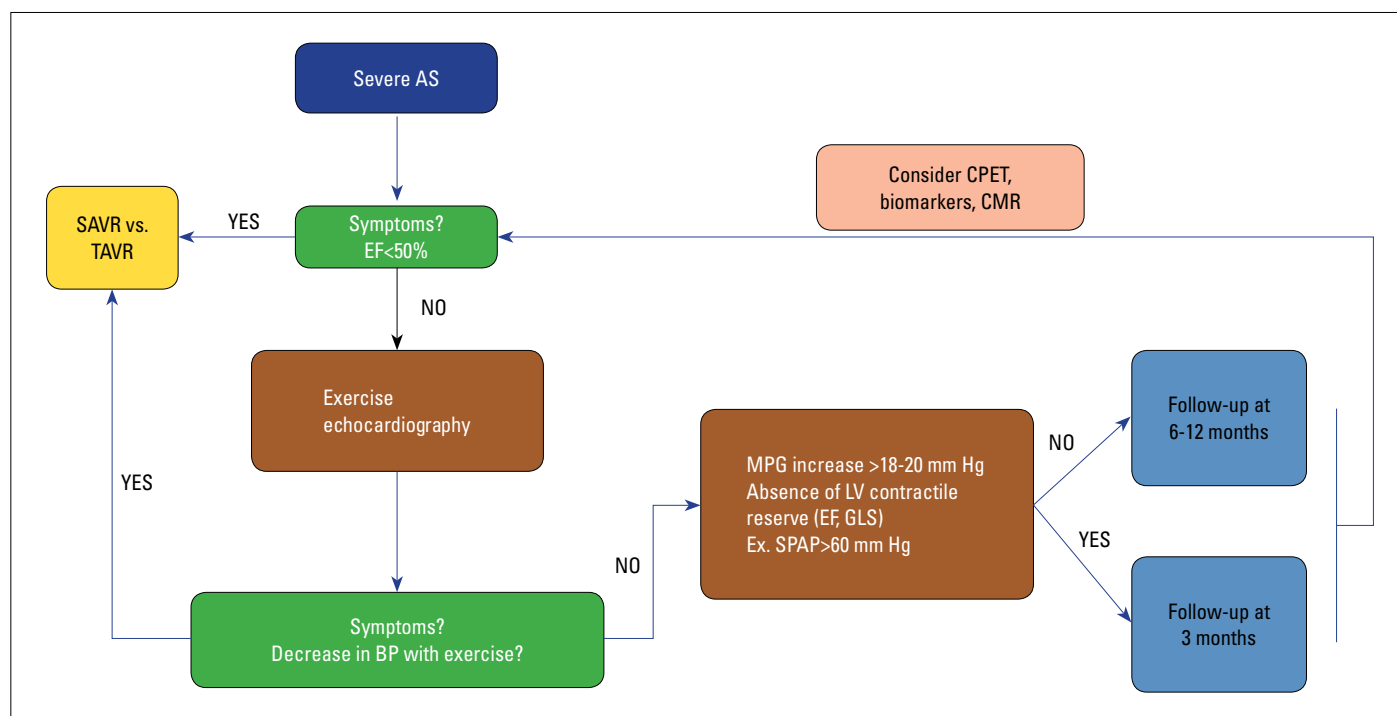 Severe AS
Consider CPET,
biomarkers, CMR
SAVR vs.
TAVR
YES
Symptoms?
EF<50%
NO
Exercise
echocardiography
YES
Symptoms?
Decrease in BP with exercise?
NO
MPG increase >18-20 mm Hg
Absence of LV contractile
reserve (EF, GLS)
Ex. SPAP>60 mm Hg
NO
Follow-up at
6-12 months
YES
Follow-up at
3 months